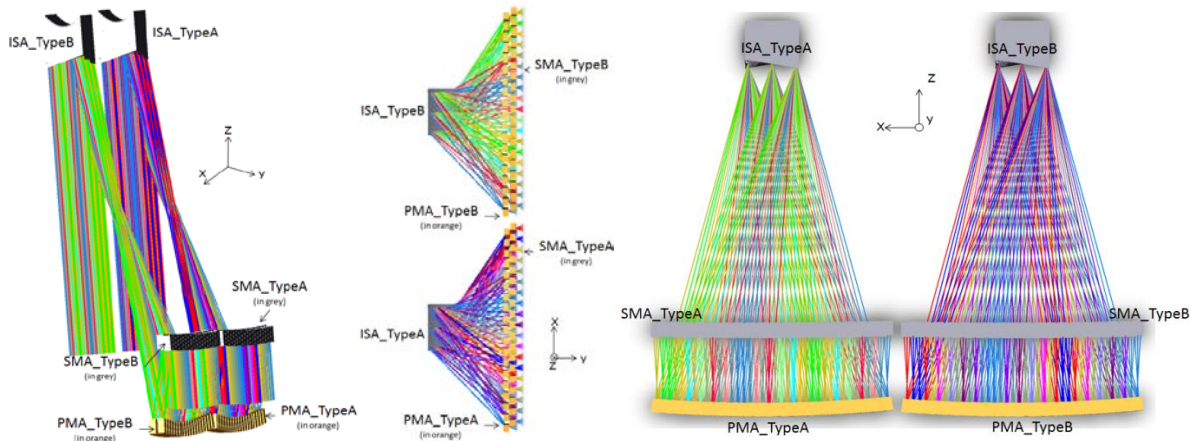 ISA_TypeB
ISA_TypeA
Z
X
y
SMA_TypeA
(in grey)
SMA_TypeB
(in grey)
PMA_TypeB
(in orange)
PMA_TypeA
(in orange)
SMA_TypeB
(in grey)
ISA_TypeB
PMA_TypeB
(in orange)
SMA_TypeA
(in grey)
ISA_TypeA
X
Z
y
PMA_TypeA
(in orange)
ISA_TypeA
ISA_TypeB
Z
X
y
SMA_TypeA
SMA_TypeB
PMA_TypeA
PMA_TypeB